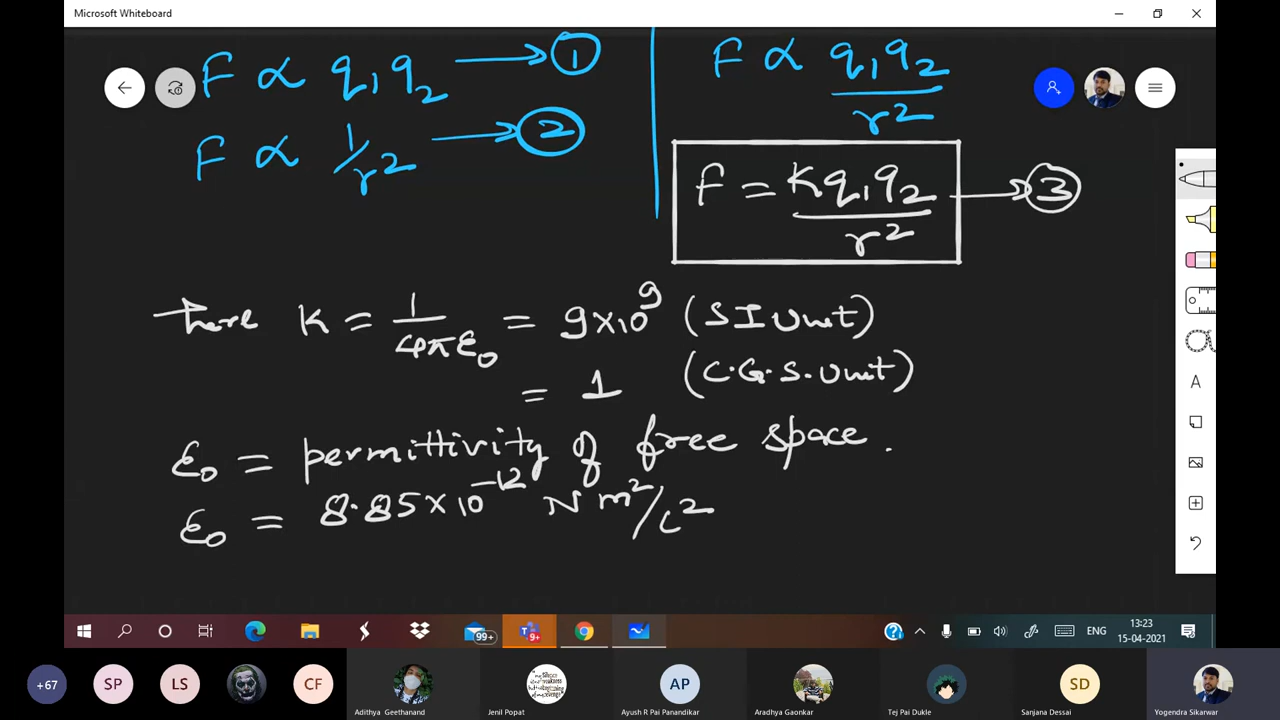 Microsoft Whiteboard
F ∝ q₁q₂ → ①
F ∝ 1/r² → ②
F ∝ q₁q₂/r²
F = Kq₁q₂/r² → ③
here K = 1/4πε₀ = 9×10⁹ (SI Unit)
= 1 (C.G.S. Unit)
ε₀ = permittivity of free space.
ε₀ = 8.85×10⁻¹² Nm²/C²
A
99+
9+
ENG
13:23
15-04-2021
+67
SP
LS
CF
Adithya Geethanand
Jenil Popat
AP
Ayush R Pai Panandikar
Aradhya Gaonkar
Tej Pai Dukle
SD
Sanjana Dessai
Yogendra Sikarwar